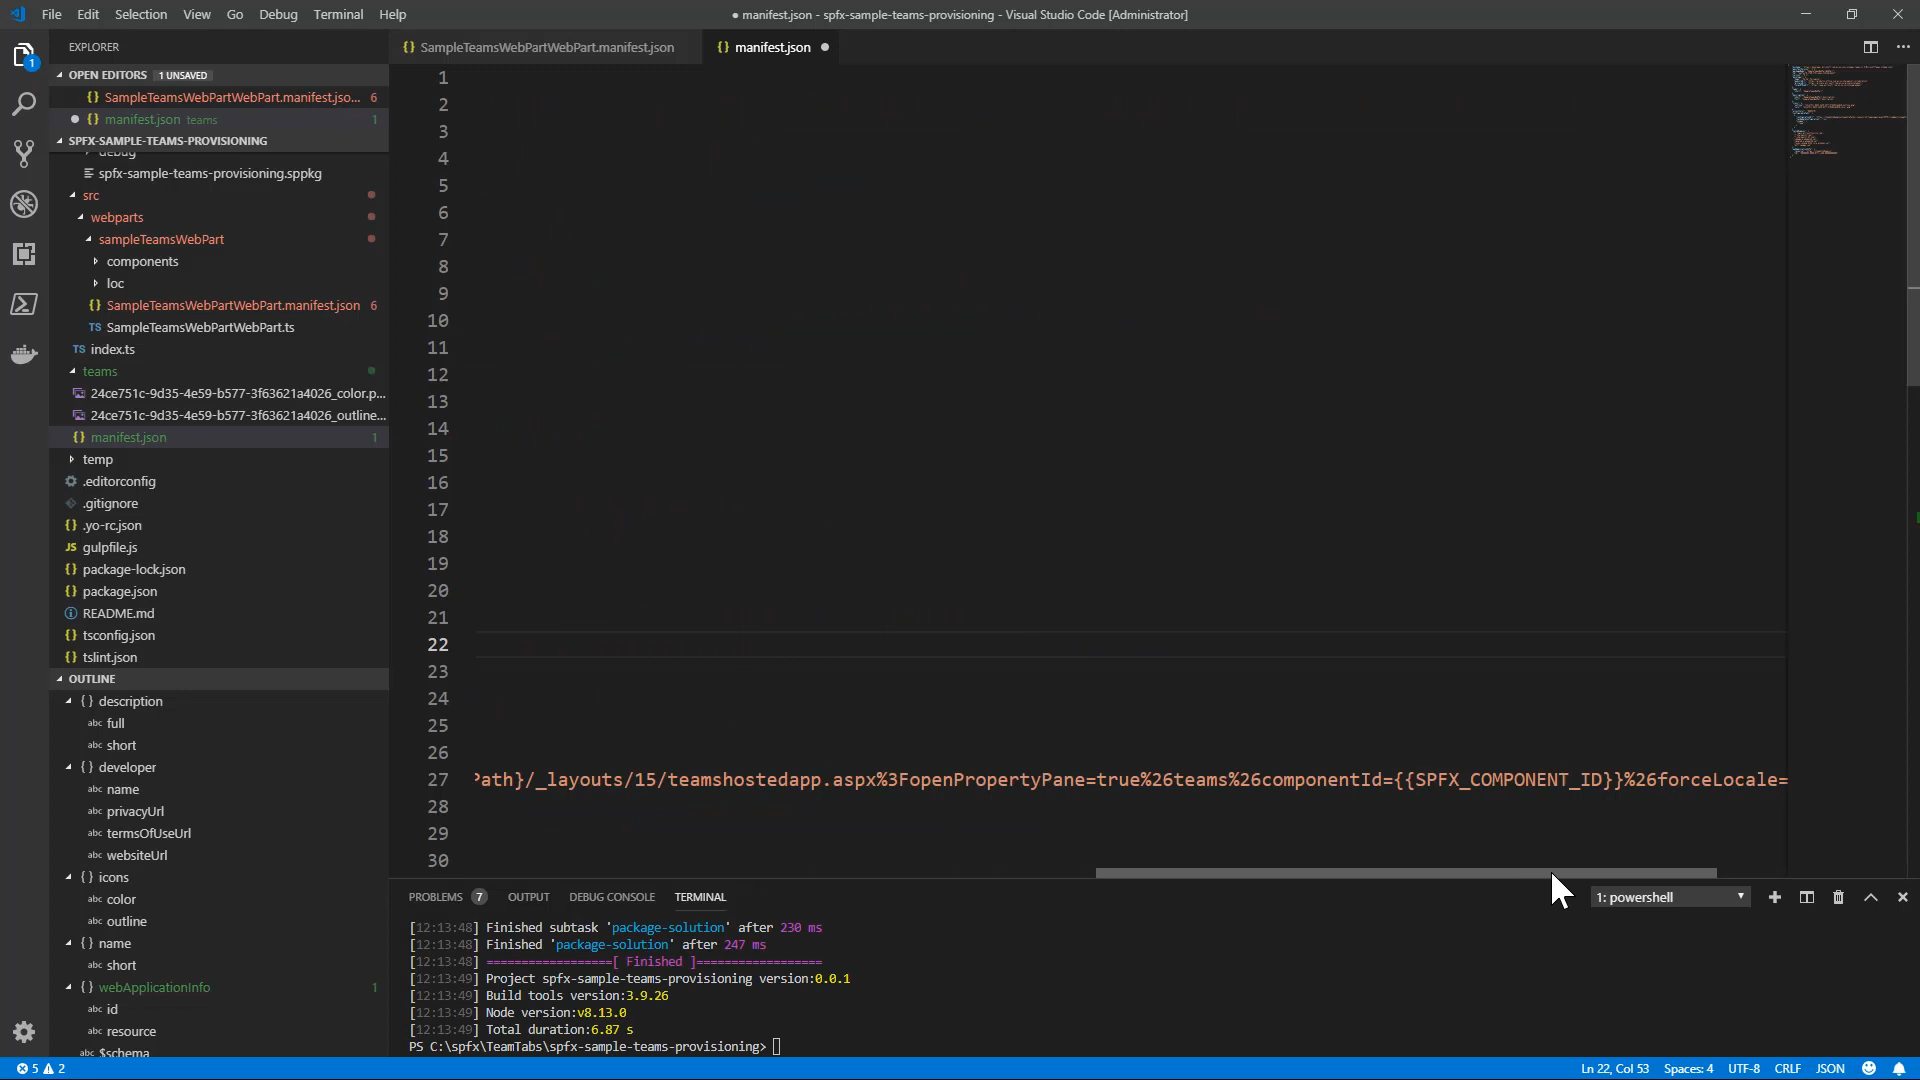 File Edit Selection View Go Debug Terminal Help
● manifest.json - spfx-sample-teams-provisioning - Visual Studio Code [Administrator]
EXPLORER
OPEN EDITORS 1 UNSAVED
{} SampleTeamsWebPartWebPart.manifest.jso... 6
{} manifest.json teams 1
SPFX-SAMPLE-TEAMS-PROVISIONING
debug
spfx-sample-teams-provisioning.sppkg
src
webparts
sampleTeamsWebPart
components
loc
{} SampleTeamsWebPartWebPart.manifest.json 6
TS SampleTeamsWebPartWebPart.ts
TS index.ts
teams
24ce751c-9d35-4e59-b577-3f63621a4026_color.p...
24ce751c-9d35-4e59-b577-3f63621a4026_outline...
{} manifest.json 1
temp
.editorconfig
.gitignore
{} .yo-rc.json
JS gulpfile.js
{} package-lock.json
{} package.json
README.md
{} tsconfig.json
{} tslint.json
OUTLINE
{} description
abc full
abc short
{} developer
abc name
abc privacyUrl
abc termsOfUseUrl
abc websiteUrl
{} icons
abc color
abc outline
{} name
abc short
{} webApplicationInfo 1
abc id
abc resource
abc $schema
1
{} SampleTeamsWebPartWebPart.manifest.json
{} manifest.json ●
1
2
3
4
5
6
7
8
9
10
11
12
13
14
15
16
17
18
19
20
21
22
23
24
25
26
27 Path}/_layouts/15/teamshostedapp.aspx%3FopenPropertyPane=true%26teams%26componentId={{SPFX_COMPONENT_ID}}%26forceLocale=
28
29
30
PROBLEMS 7 OUTPUT DEBUG CONSOLE TERMINAL
1: powershell
[12:13:48] Finished subtask 'package-solution' after 230 ms
[12:13:48] Finished 'package-solution' after 247 ms
[12:13:48] ==================[ Finished ]==================
[12:13:49] Project spfx-sample-teams-provisioning version:0.0.1
[12:13:49] Build tools version:3.9.26
[12:13:49] Node version:v8.13.0
[12:13:49] Total duration:6.87 s
PS C:\spfx\TeamTabs\spfx-sample-teams-provisioning>
5 2
Ln 22, Col 53 Spaces: 4 UTF-8 CRLF JSON